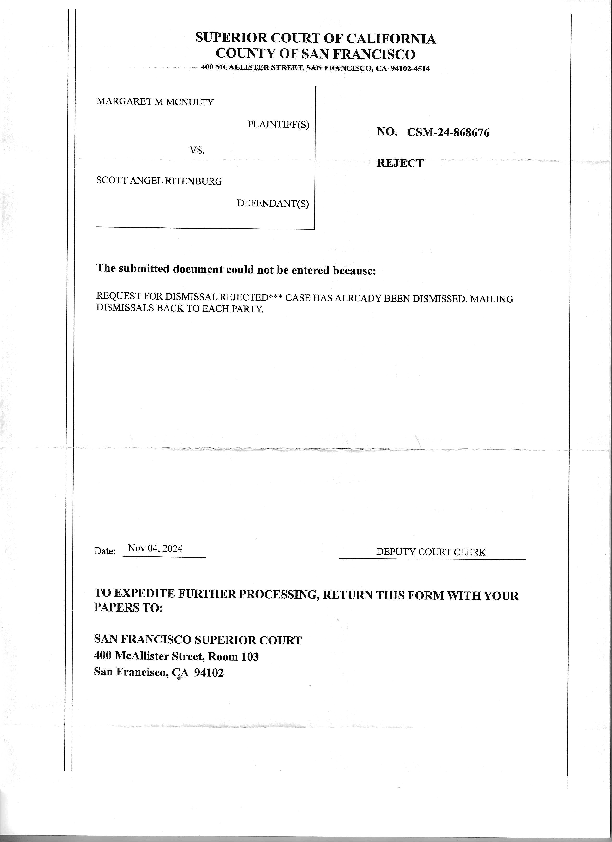 SUPERIOR COURT OF CALIFORNIA
COUNTY OF SAN FRANCISCO
400 MCALLISTER STREET, SAN FRANCISCO, CA 94102-4514
MARGARET M MCNULTY
PLAINTIFF(S)
VS.
NO. CSM-24-868676
REJECT
SCOTT ANGEL RITENBURG
DEFENDANT(S)
The submitted document could not be entered because:
REQUEST FOR DISMISSAL REJECTED*** CASE HAS ALREADY BEEN DISMISSED. MAILING
DISMISSALS BACK TO EACH PARTY.
Date: Nov 04, 2024
DEPUTY COURT CLERK
TO EXPEDITE FURTHER PROCESSING, RETURN THIS FORM WITH YOUR
PAPERS TO:
SAN FRANCISCO SUPERIOR COURT
400 McAllister Street, Room 103
San Francisco, CA 94102